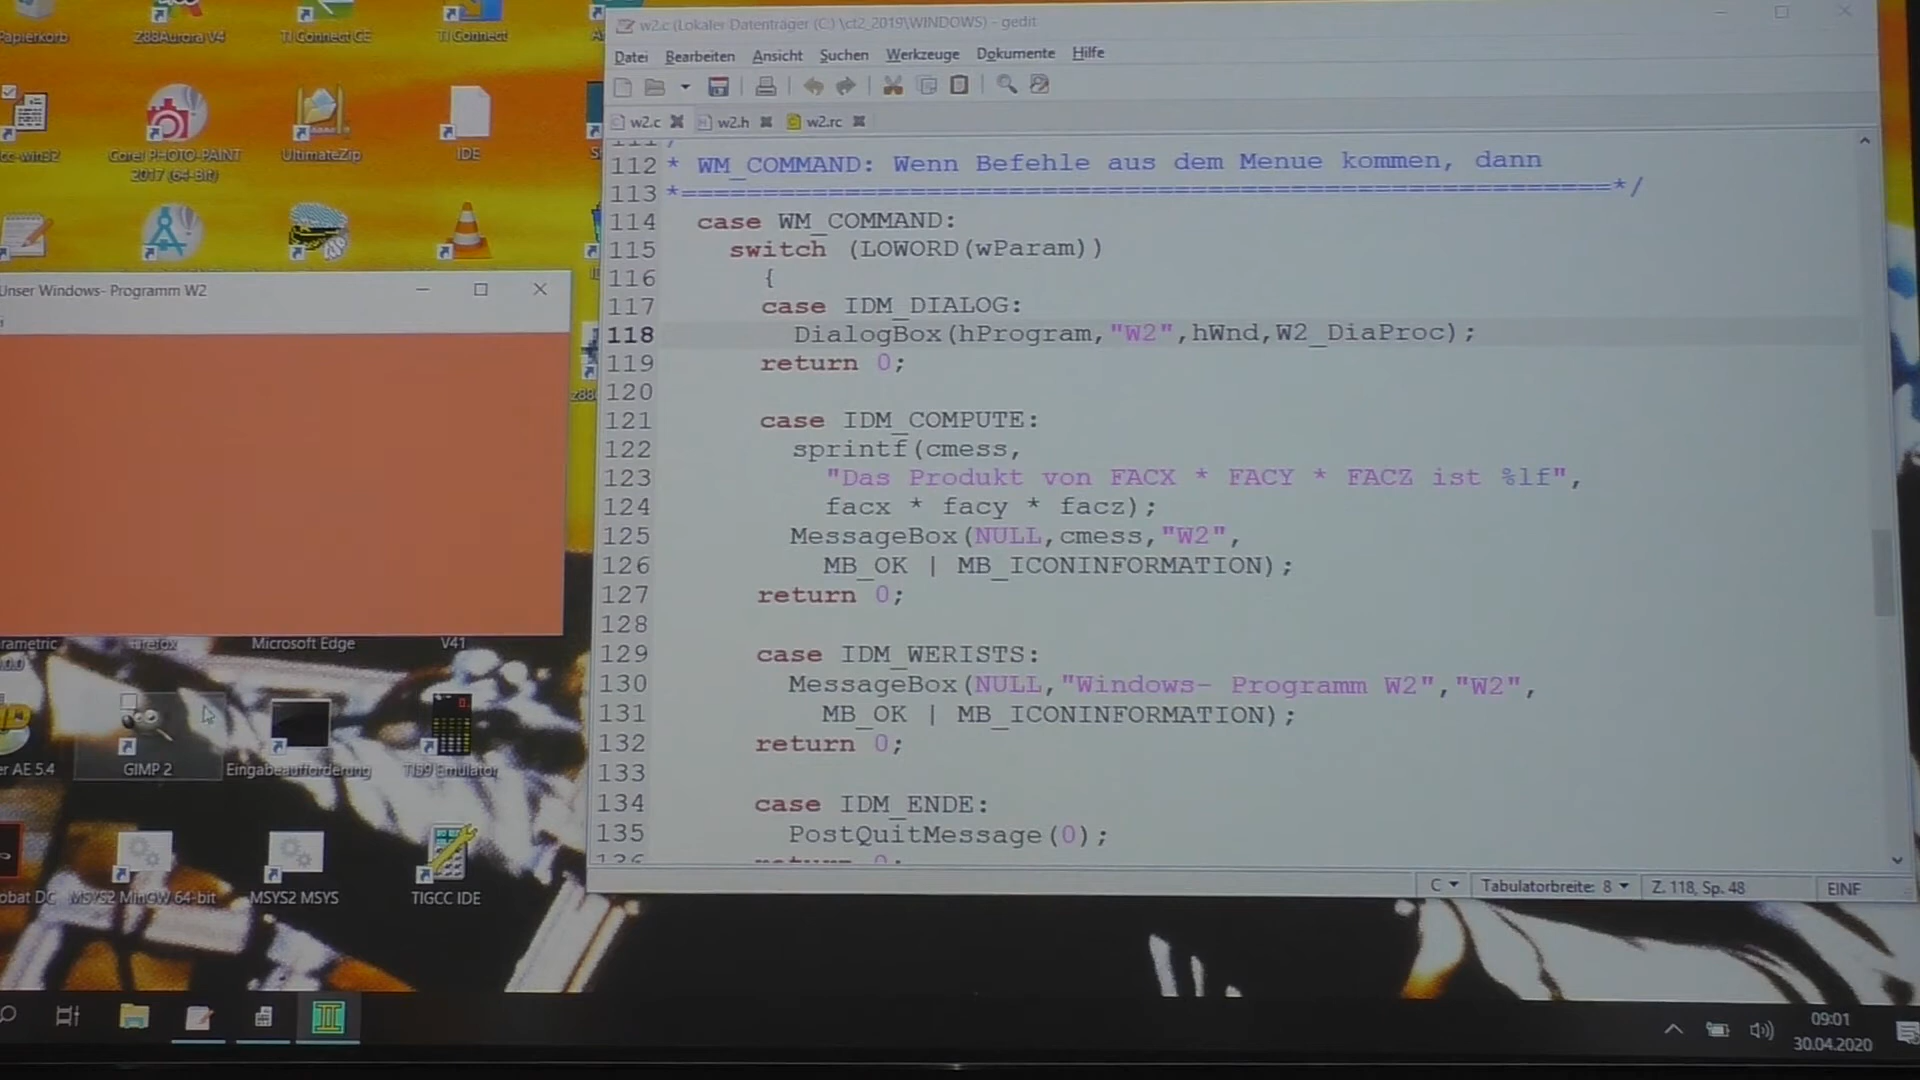 Papierkorb
Z88Aurora V4
TI Connect CE
TI Connect
Corel PHOTO-PAINT
2017 (64-Bit)
UltimateZip
IDE
Unser Windows- Programm W2
Firefox
Microsoft Edge
V41
GIMP 2
Eingabeaufforderung
TI59 Emulator
MSYS2 MinGW 64-bit
MSYS2 MSYS
TIGCC IDE
w2.c (Lokaler Datenträger (C:) \ct2_2019\WINDOWS) - gedit
Datei Bearbeiten Ansicht Suchen Werkzeuge Dokumente Hilfe
w2.c w2.h w2.rc
112 * WM_COMMAND: Wenn Befehle aus dem Menue kommen, dann
113 *=========================================================*/
114 case WM_COMMAND:
115 switch (LOWORD(wParam))
116 {
117 case IDM_DIALOG:
118 DialogBox(hProgram,"W2",hWnd,W2_DiaProc);
119 return 0;
120
121 case IDM_COMPUTE:
122 sprintf(cmess,
123 "Das Produkt von FACX * FACY * FACZ ist %lf",
124 facx * facy * facz);
125 MessageBox(NULL,cmess,"W2",
126 MB_OK | MB_ICONINFORMATION);
127 return 0;
128
129 case IDM_WERISTS:
130 MessageBox(NULL,"Windows- Programm W2","W2",
131 MB_OK | MB_ICONINFORMATION);
132 return 0;
133
134 case IDM_ENDE:
135 PostQuitMessage(0);
C Tabulatorbreite: 8 Z. 118, Sp. 48 EINF
09:01
30.04.2020